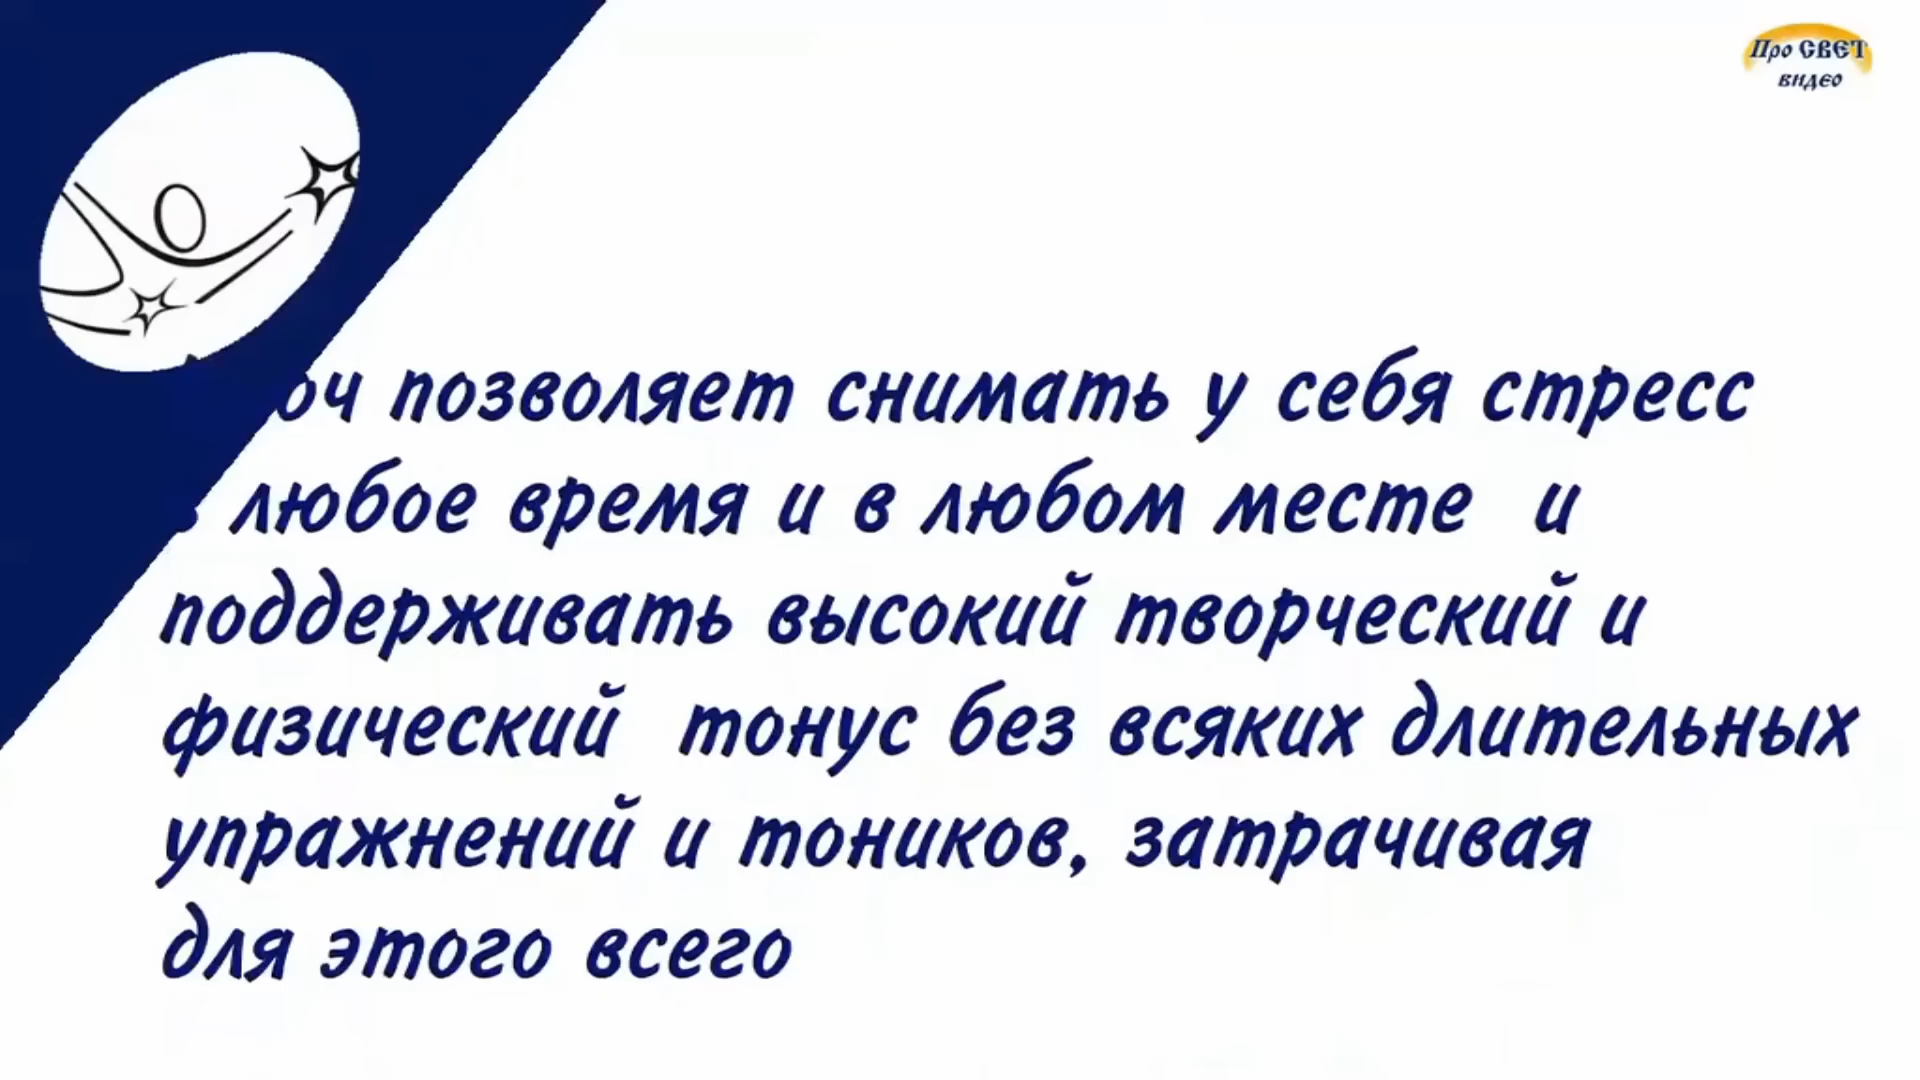 Про СВЕТ
видео
позволяет снимать у себя стресс
любое время и в любом месте и
поддерживать высокий творческий и
физический тонус без всяких длительных
упражнений и тоников, затрачивая
для этого всего